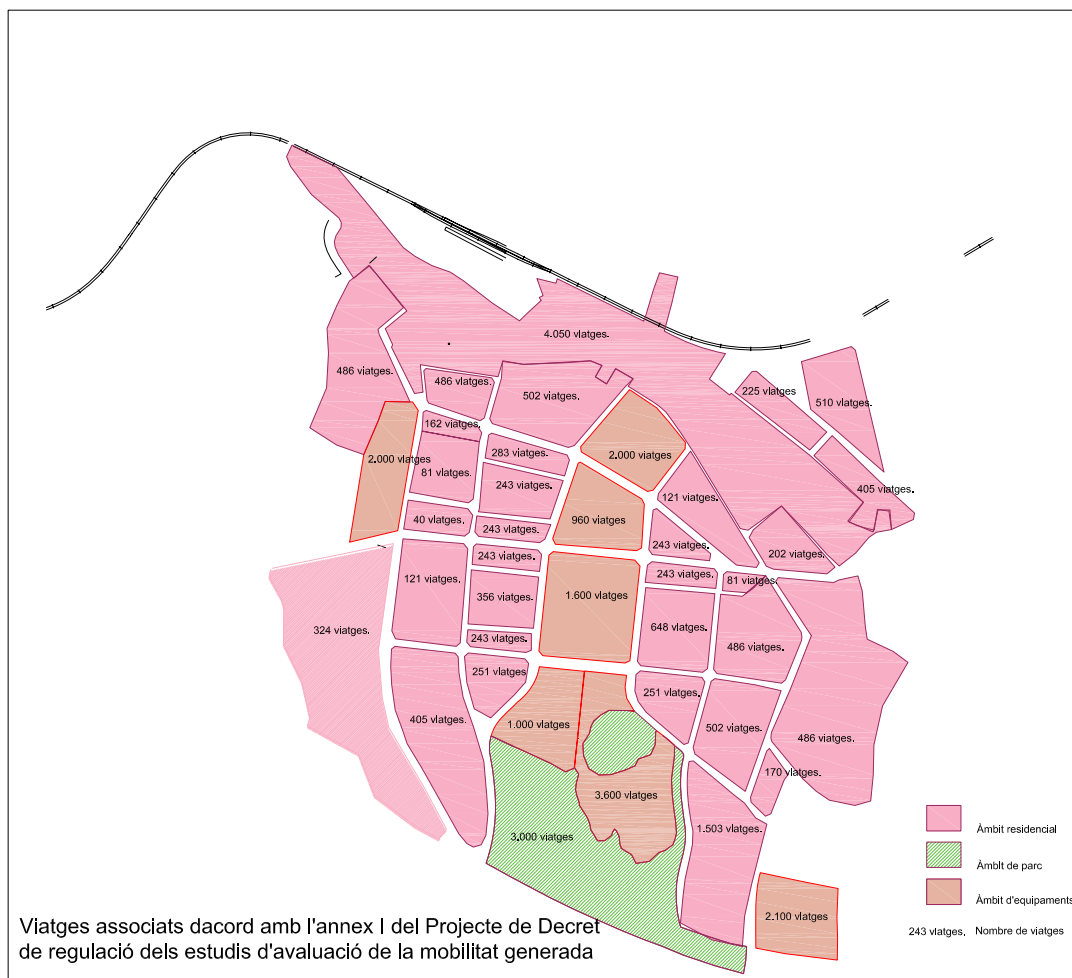 4.050 viatges.
486 viatges.
486 viatges.
502 viatges.
225 viatges
510 viatges.
162 viatges.
2.000 viatges
283 viatges.
2.000 viatges
81 viatges.
243 viatges.
121 viatges.
405 viatges.
40 viatges.
243 viatges.
960 viatges
243 viatges.
202 viatges.
243 viatges.
243 viatges.
81 viatges.
121 viatges.
356 viatges.
1.600 viatges
324 viatges.
243 viatges.
648 viatges.
486 viatges.
251 viatges
251 viatges.
405 viatges.
1.000 viatges
502 viatges.
486 viatges.
170 viatges.
3.600 viatges
3.000 viatges
1.503 viatges.
2.100 viatges
Àmbit residencial
Àmbit de parc
Àmbit d'equipaments
243 viatges. Nombre de viatges
Viatges associats dacord amb l'annex I del Projecte de Decret
de regulació dels estudis d'avaluació de la mobilitat generada